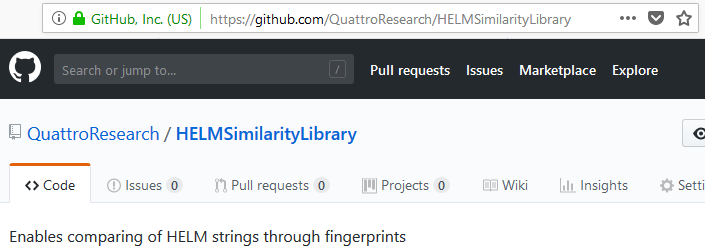 GitHub, Inc. (US) https://github.com/QuattroResearch/HELMSimilarityLibrary
Search or jump to... / Pull requests Issues Marketplace Explore
QuattroResearch / HELMSimilarityLibrary
Code Issues 0 Pull requests 0 Projects 0 Wiki Insights Setti
Enables comparing of HELM strings through fingerprints